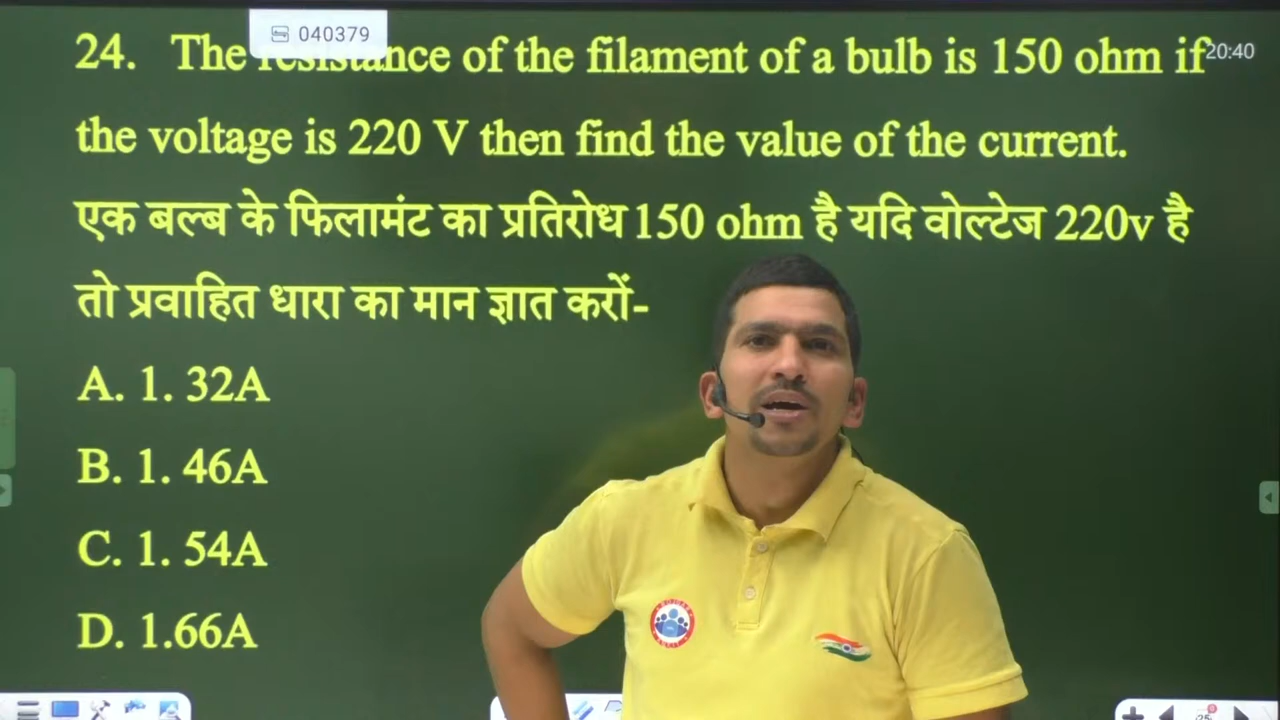 040379
20:40
24. The resistance of the filament of a bulb is 150 ohm if
the voltage is 220 V then find the value of the current.
एक बल्ब के फिलामंट का प्रतिरोध 150 ohm है यदि वोल्टेज 220v है
तो प्रवाहित धारा का मान ज्ञात करों-
A. 1. 32A
B. 1. 46A
C. 1. 54A
D. 1.66A